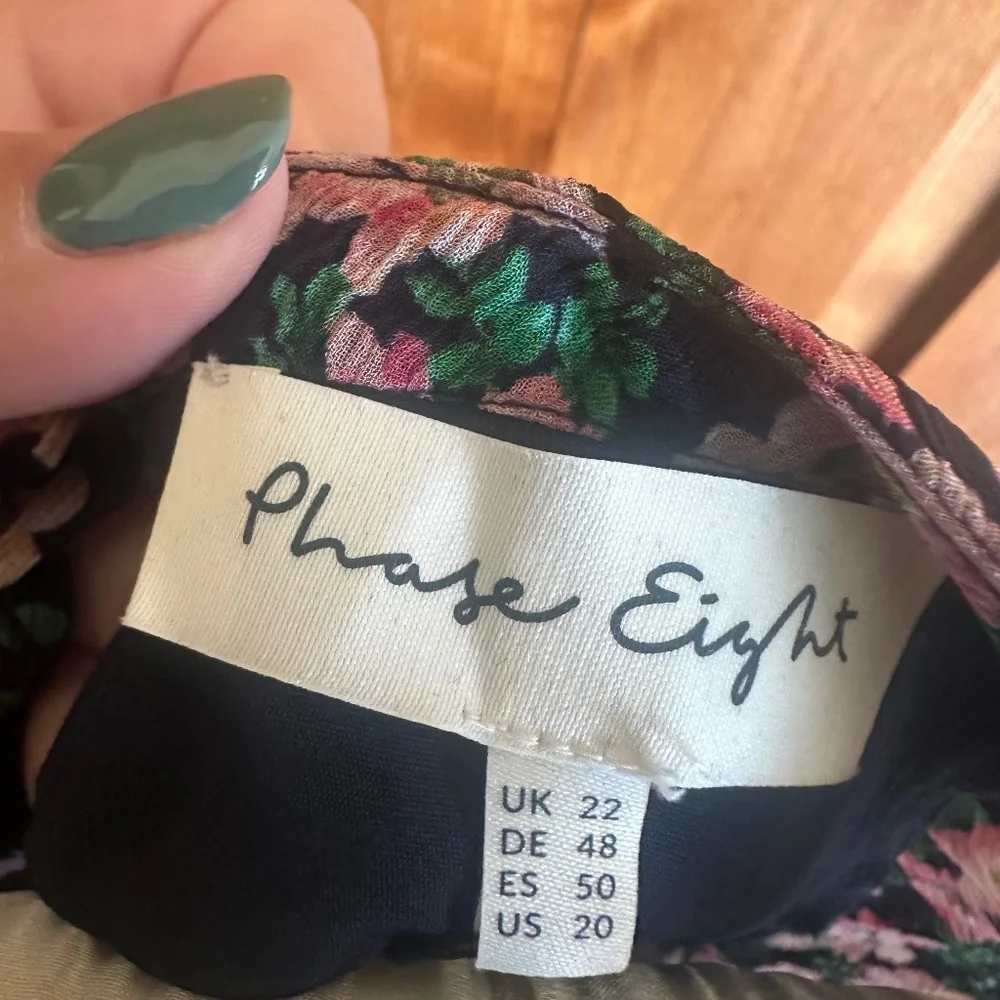 Phase Eight
UK 22
DE 48
ES 50
US 20